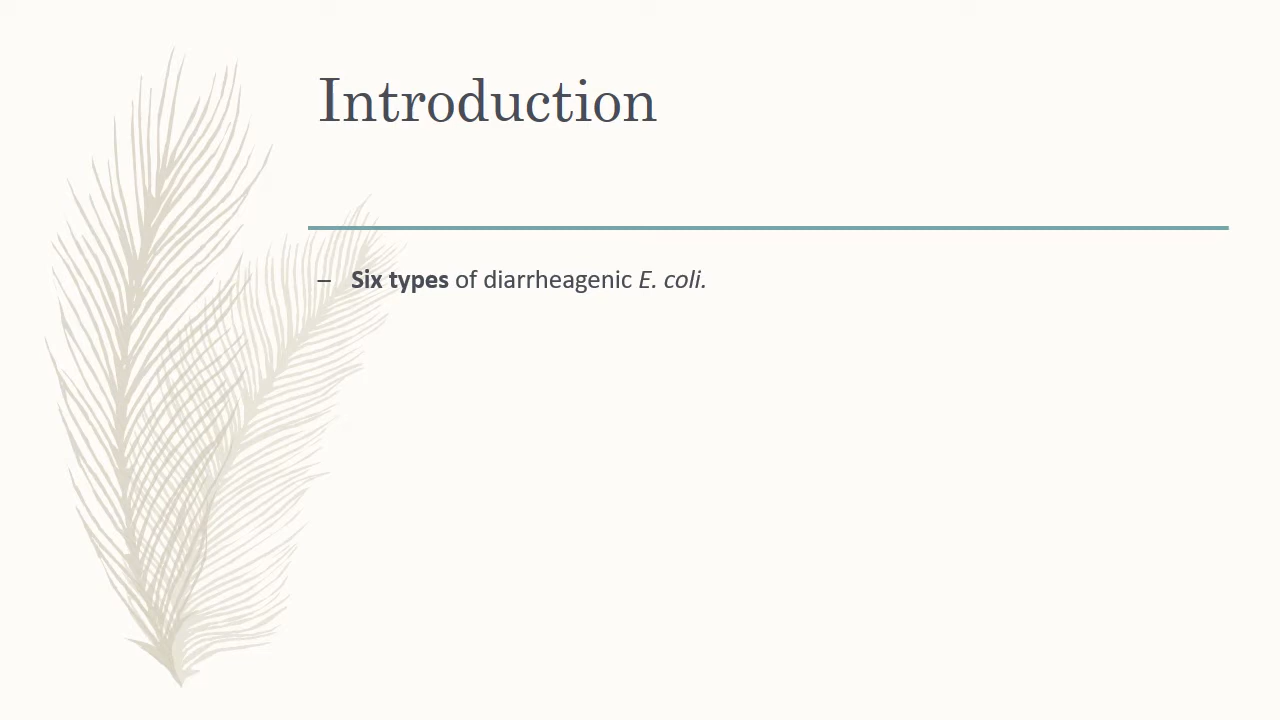 Introduction
– Six types of diarrheagenic E. coli.